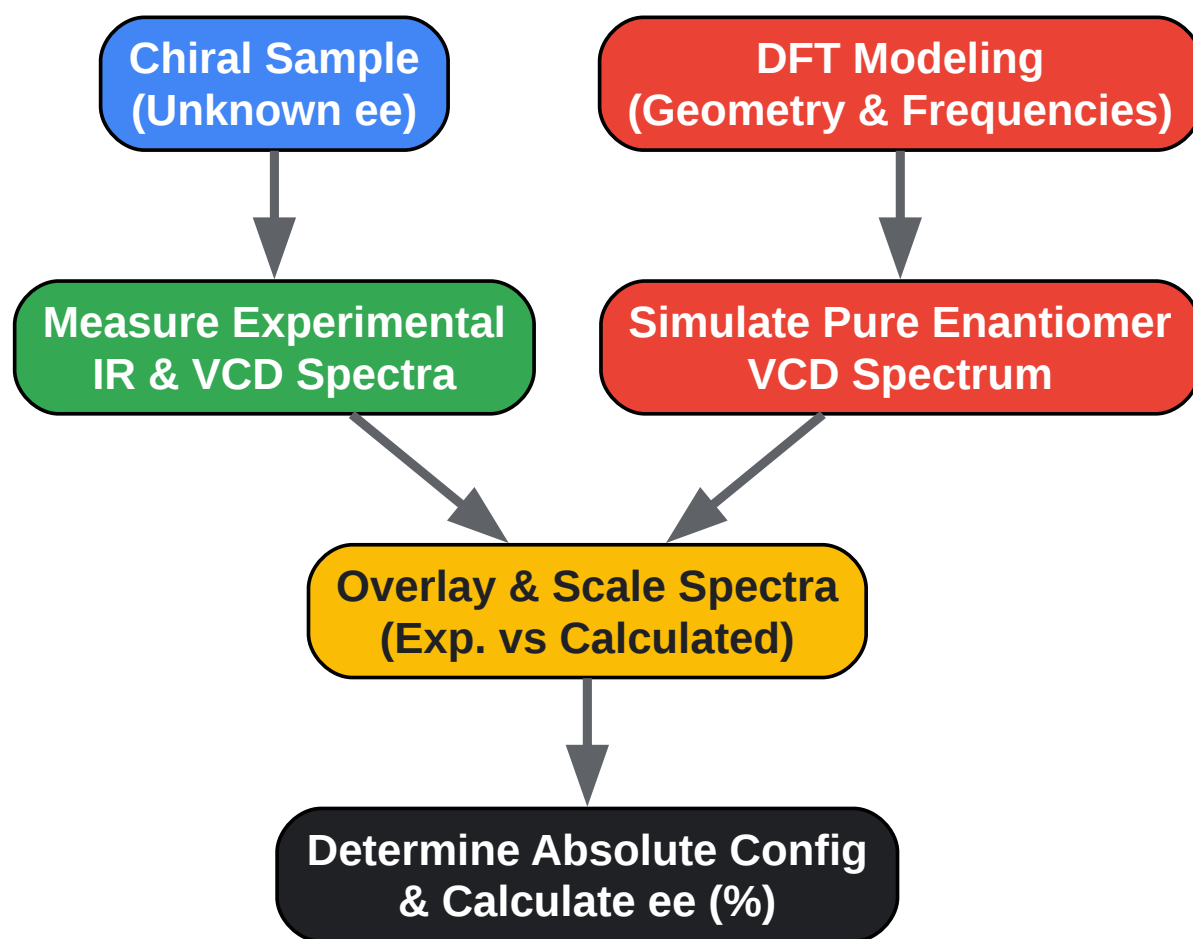 Chiral Sample
(Unknown ee)
DFT Modeling
(Geometry & Frequencies)
Measure Experimental
IR & VCD Spectra
Simulate Pure Enantiomer
VCD Spectrum
Overlay & Scale Spectra
(Exp. vs Calculated)
Determine Absolute Config
& Calculate ee (%)